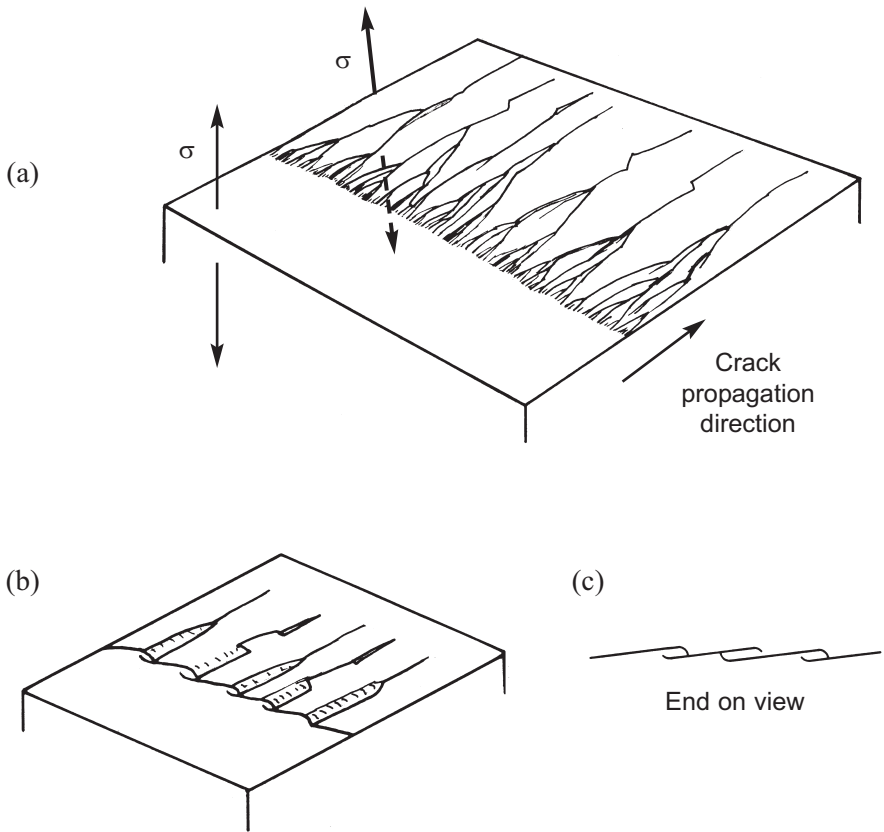 σ
σ
(a)
Crack
propagation
direction
(b)
(c)
End on view